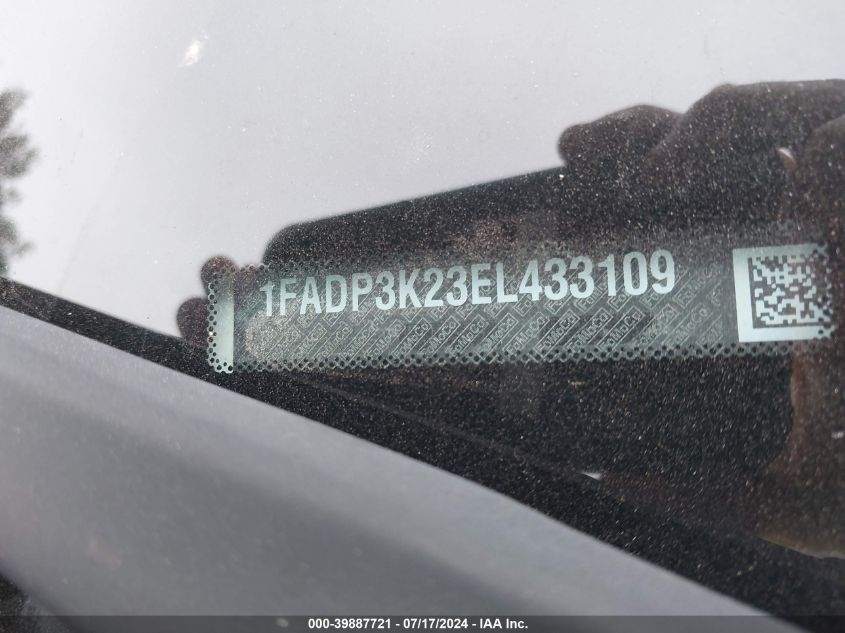 1FADP3K23EL433109
000-39887721 / 07/17/2024 - IAA Inc.